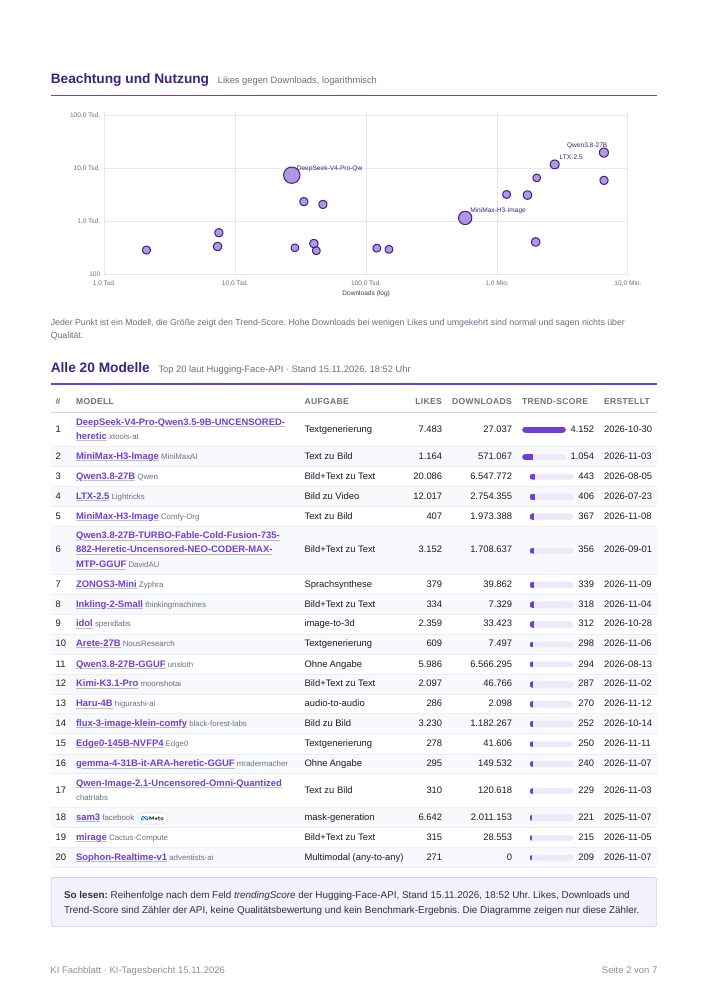 Beachtung und Nutzung Likes gegen Downloads, logarithmisch
100,0 Tsd.
10,0 Tsd.
1,0 Tsd.
100
Qwen3.8-27B
LTX-2.5
DeepSeek-V4-Pro-Qw
MiniMax-H3-Image
1,0 Tsd. 10,0 Tsd. 100,0 Tsd. 1,0 Mio. 10,0 Mio.
Downloads (log)
Jeder Punkt ist ein Modell, die Größe zeigt den Trend-Score. Hohe Downloads bei wenigen Likes und umgekehrt sind normal und sagen nichts über
Qualität.
Alle 20 Modelle Top 20 laut Hugging-Face-API · Stand 15.11.2026, 18:52 Uhr
# MODELL AUFGABE LIKES DOWNLOADS TREND-SCORE ERSTELLT
1 DeepSeek-V4-Pro-Qwen3.5-9B-UNCENSORED-
heretic xtools-at Textgenerierung 7.483 27.037 4.152 2026-10-30
2 MiniMax-H3-Image MiniMaxAI Text zu Bild 1.164 571.067 1.054 2026-11-03
3 Qwen3.8-27B Qwen Bild+Text zu Text 20.086 6.547.772 443 2026-08-05
4 LTX-2.5 Lightricks Bild zu Video 12.017 2.754.355 406 2026-07-23
5 MiniMax-H3-Image Comfy-Org Text zu Bild 407 1.973.388 367 2026-11-08
6 Qwen3.8-27B-TURBO-Fable-Cold-Fusion-735-
882-Heretic-Uncensored-NEO-CODER-MAX-
MTP-GGUF DavidAU Bild+Text zu Text 3.152 1.708.637 356 2026-09-01
7 ZONOS3-Mini Zyphra Sprachsynthese 379 39.862 339 2026-11-09
8 Inkling-2-Small thinkingmachines Bild+Text zu Text 334 7.329 318 2026-11-04
9 idol speridlabs image-to-3d 2.359 33.423 312 2026-10-28
10 Arete-27B NousResearch Textgenerierung 609 7.497 298 2026-11-06
11 Qwen3.8-27B-GGUF unsloth Ohne Angabe 5.986 6.566.295 294 2026-08-13
12 Kimi-K3.1-Pro moonshotai Bild+Text zu Text 2.097 46.766 287 2026-11-02
13 Haru-4B higurashi-ai audio-to-audio 286 2.098 270 2026-11-12
14 flux-3-image-klein-comfy black-forest-labs Bild zu Bild 3.230 1.182.267 252 2026-10-14
15 Edge0-145B-NVFP4 Edge0 Textgenerierung 278 41.606 250 2026-11-11
16 gemma-4-31B-it-ARA-heretic-GGUF mradermacher Ohne Angabe 295 149.532 240 2026-11-07
17 Qwen-Image-2.1-Uncensored-Omni-Quantized
chatrlabs Text zu Bild 310 120.618 229 2026-11-03
18 sam3 facebook Meta mask-generation 6.642 2.011.153 221 2025-11-07
19 mirage Cactus-Compute Bild+Text zu Text 315 28.553 215 2026-11-05
20 Sophon-Realtime-v1 adventists-ai Multimodal (any-to-any) 271 0 209 2026-11-07
So lesen: Reihenfolge nach dem Feld trendingScore der Hugging-Face-API, Stand 15.11.2026, 18:52 Uhr. Likes, Downloads und
Trend-Score sind Zähler der API, keine Qualitätsbewertung und kein Benchmark-Ergebnis. Die Diagramme zeigen nur diese Zähler.
KI Fachblatt · KI-Tagesbericht 15.11.2026 Seite 2 von 7